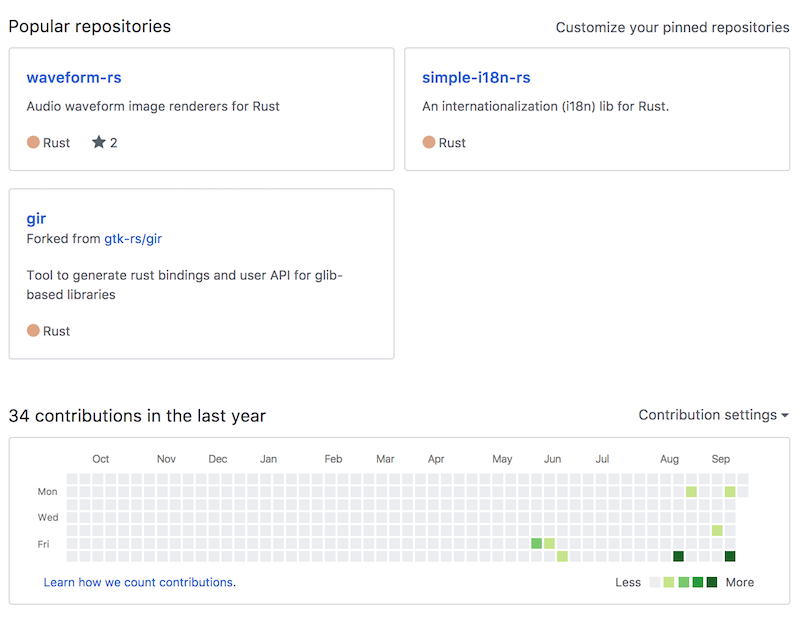 Popular repositories
Customize your pinned repositories
waveform-rs
Audio waveform image renderers for Rust
Rust 2
simple-i18n-rs
An internationalization (i18n) lib for Rust.
Rust
gir
Forked from gtk-rs/gir
Tool to generate rust bindings and user API for glib-
based libraries
Rust
34 contributions in the last year
Contribution settings
Oct Nov Dec Jan Feb Mar Apr May Jun Jul Aug Sep
Mon
Wed
Fri
Learn how we count contributions.
Less More